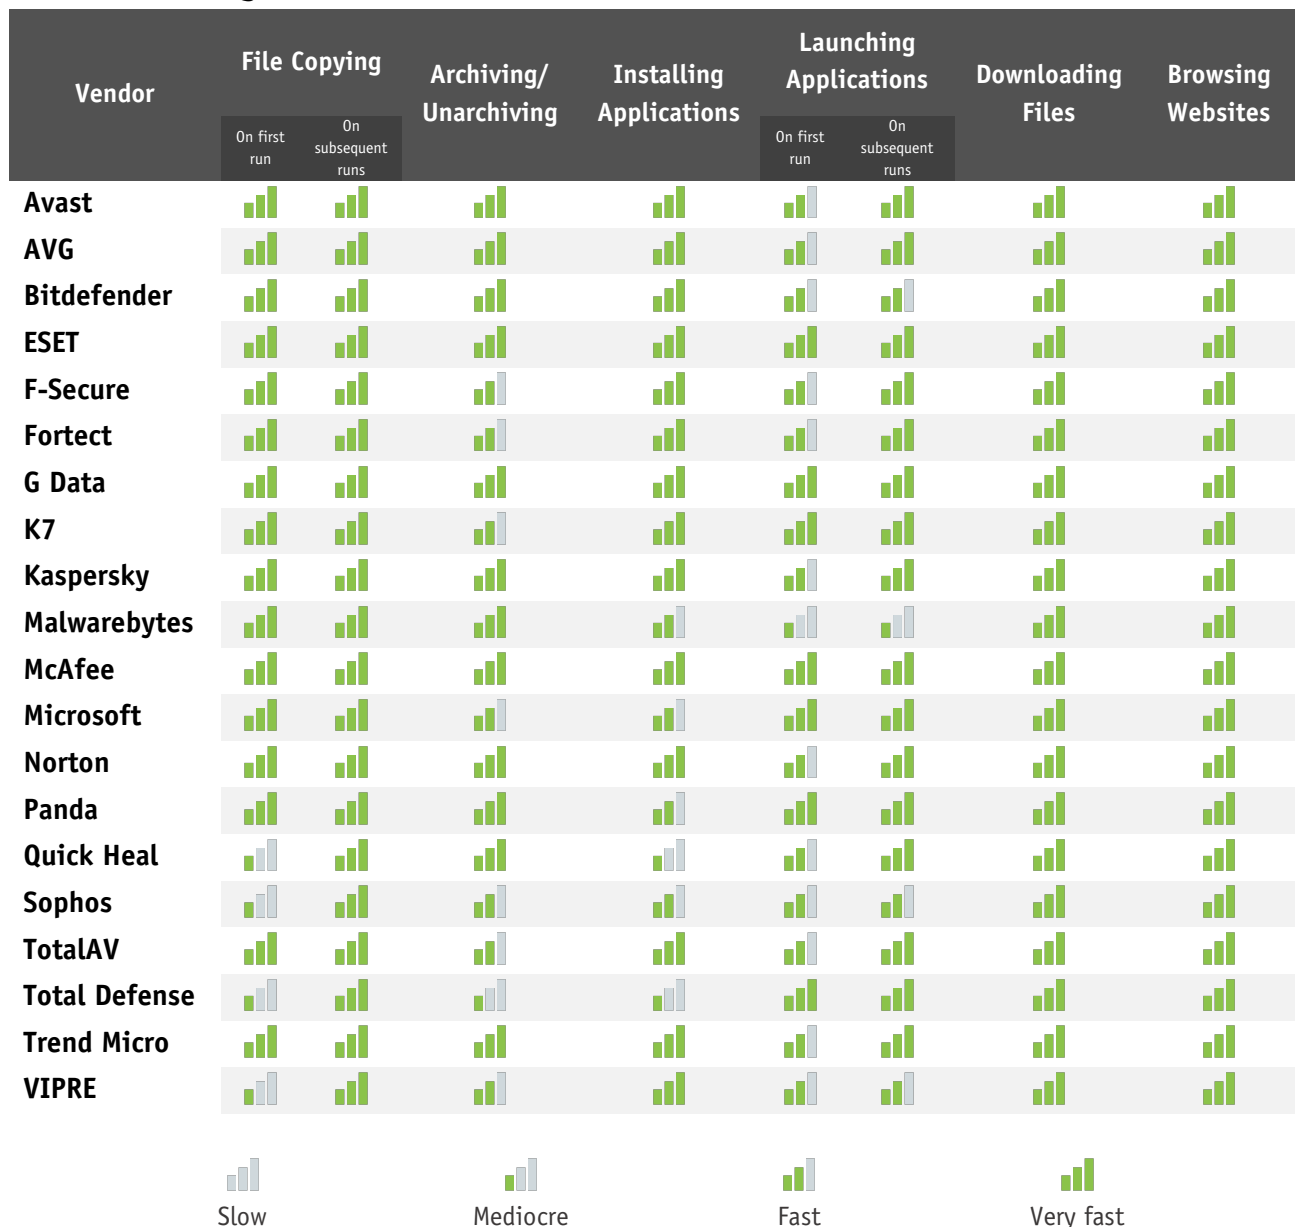 Vendor
File Copying
Archiving/
Unarchiving
Installing
Applications
Launching
Applications
Downloading
Files
Browsing
Websites
On first
run
On
subsequent
runs
On first
run
On
subsequent
runs
Avast
AVG
Bitdefender
ESET
F-Secure
Fortect
G Data
K7
Kaspersky
Malwarebytes
McAfee
Microsoft
Norton
Panda
Quick Heal
Sophos
TotalAV
Total Defense
Trend Micro
VIPRE
Slow
Mediocre
Fast
Very fast